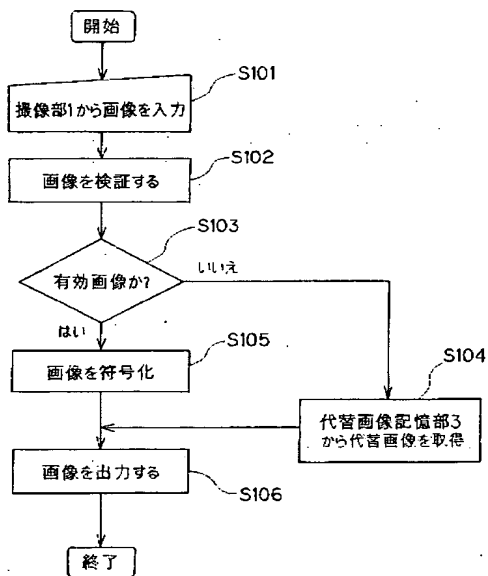 開始
S101
撮像部1から画像を入力
S102
画像を検証する
S103
有効画像か?
いいえ
はい
S105
画像を符号化
S104
代替画像記憶部3
から代替画像を取得
画像を出力する
S106
終了